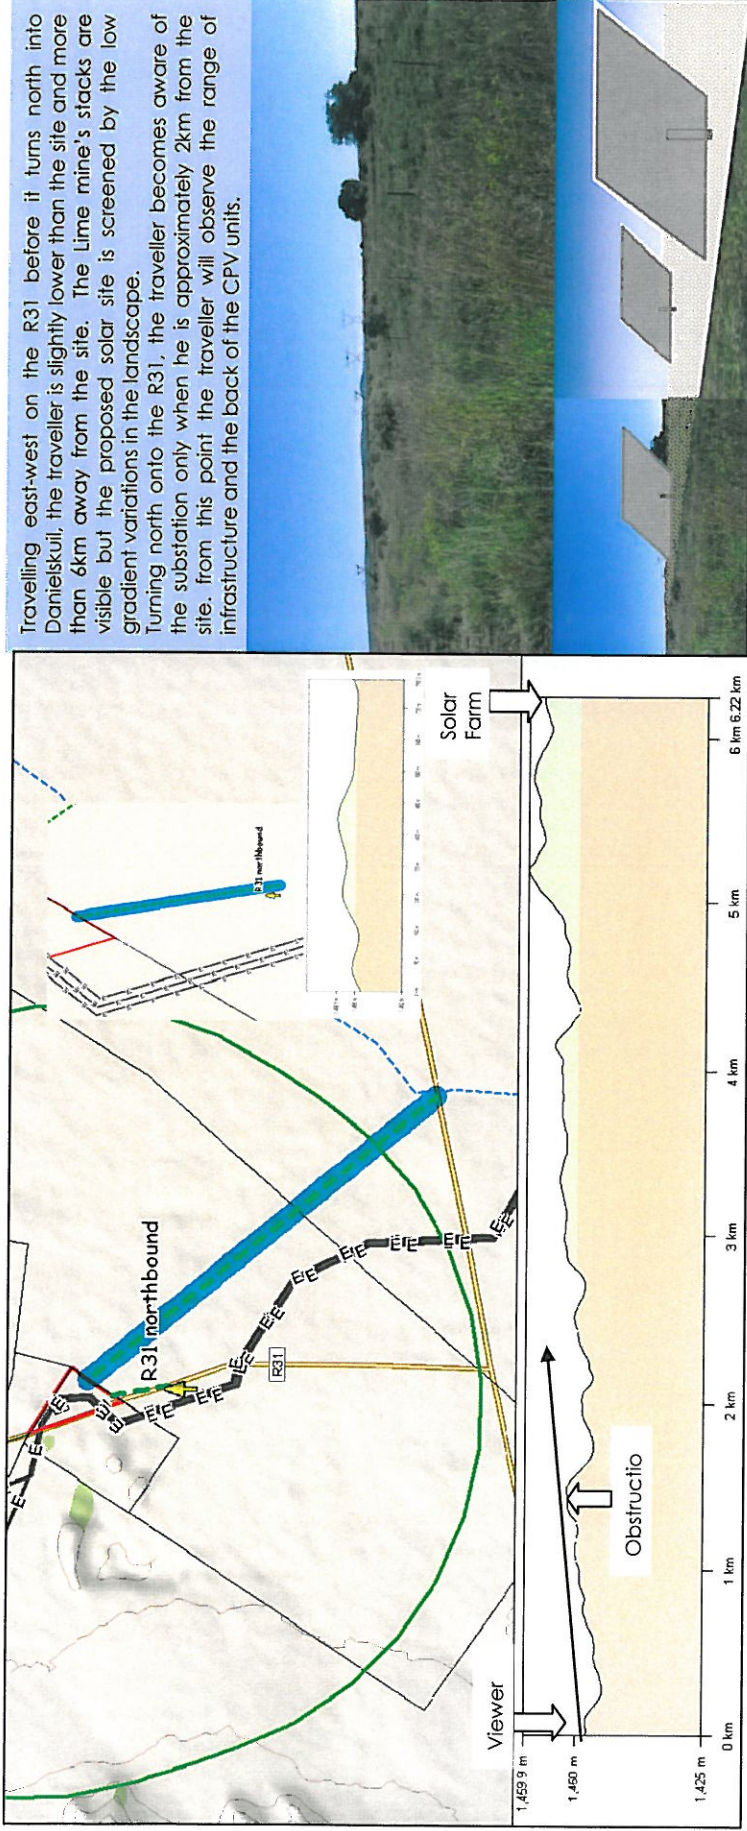 Travelling east-west on the R31 before it turns north into
Danielskuil, the traveller is slightly lower than the site and more
than 6km away from the site. The Lime mine's stacks are
visible but the proposed solar site is screened by the low
gradient variations in the landscape.
Turning north onto the R31, the traveller becomes aware of
the substation only when he is approximately 2km from the
site. from this point the traveller will observe the range of
infrastructure and the back of the CPV units.
R31 northbound
R31 northbound
R31
Viewer
Obstructio
Solar
Farm
1,459 9 m
1,450 m
1,425 m
0 km
1 km
2 km
3 km
4 km
5 km
6 km 6.22 km